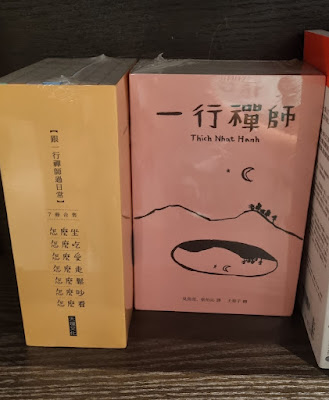 【跟一行禪師過日常】
怎麼坐
怎麼吃
怎麼愛
怎麼走
怎麼鬆
怎麼吵
怎麼看
一行禪師
Thich Nhat Hanh